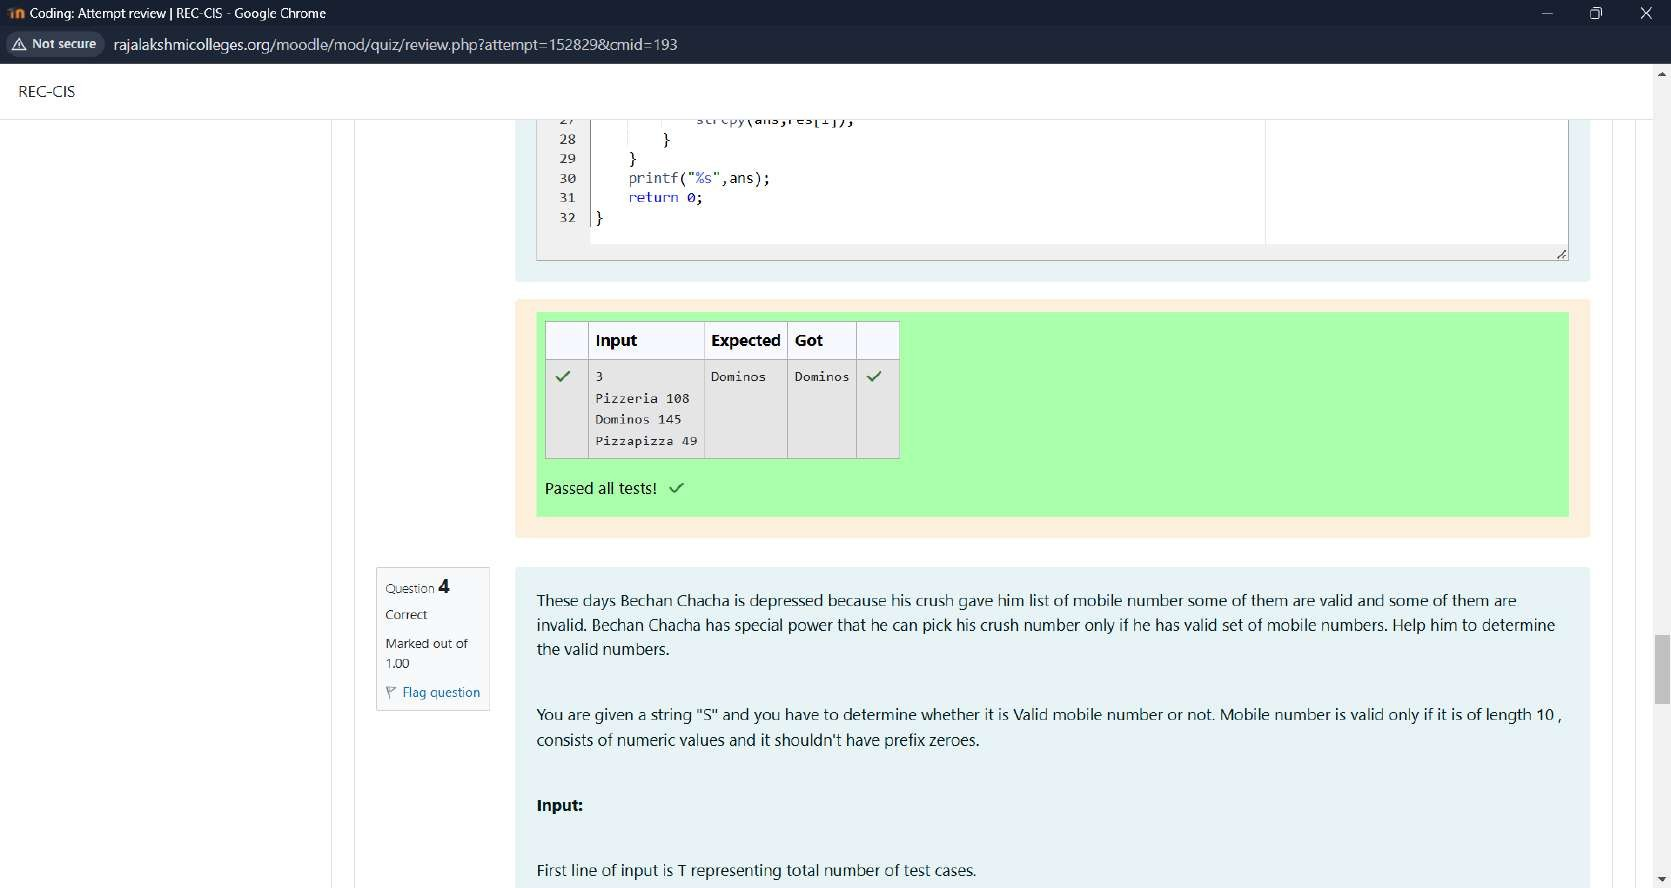 Coding: Attempt review | REC-CIS - Google Chrome
Not secure rajalakshmicolleges.org/moodle/mod/quiz/review.php?attempt=152829&cmid=193
REC-CIS
27 strcpy(ans,res[i]);
28 }
29 }
30 printf("%s",ans);
31 return 0;
32 }
Input Expected Got
3 Dominos Dominos
Pizzeria 108
Dominos 145
Pizzapizza 49
Passed all tests!
Question 4
Correct
Marked out of
1.00
Flag question
These days Bechan Chacha is depressed because his crush gave him list of mobile number some of them are valid and some of them are
invalid. Bechan Chacha has special power that he can pick his crush number only if he has valid set of mobile numbers. Help him to determine
the valid numbers.
You are given a string "S" and you have to determine whether it is Valid mobile number or not. Mobile number is valid only if it is of length 10 ,
consists of numeric values and it shouldn't have prefix zeroes.
Input:
First line of input is T representing total number of test cases.